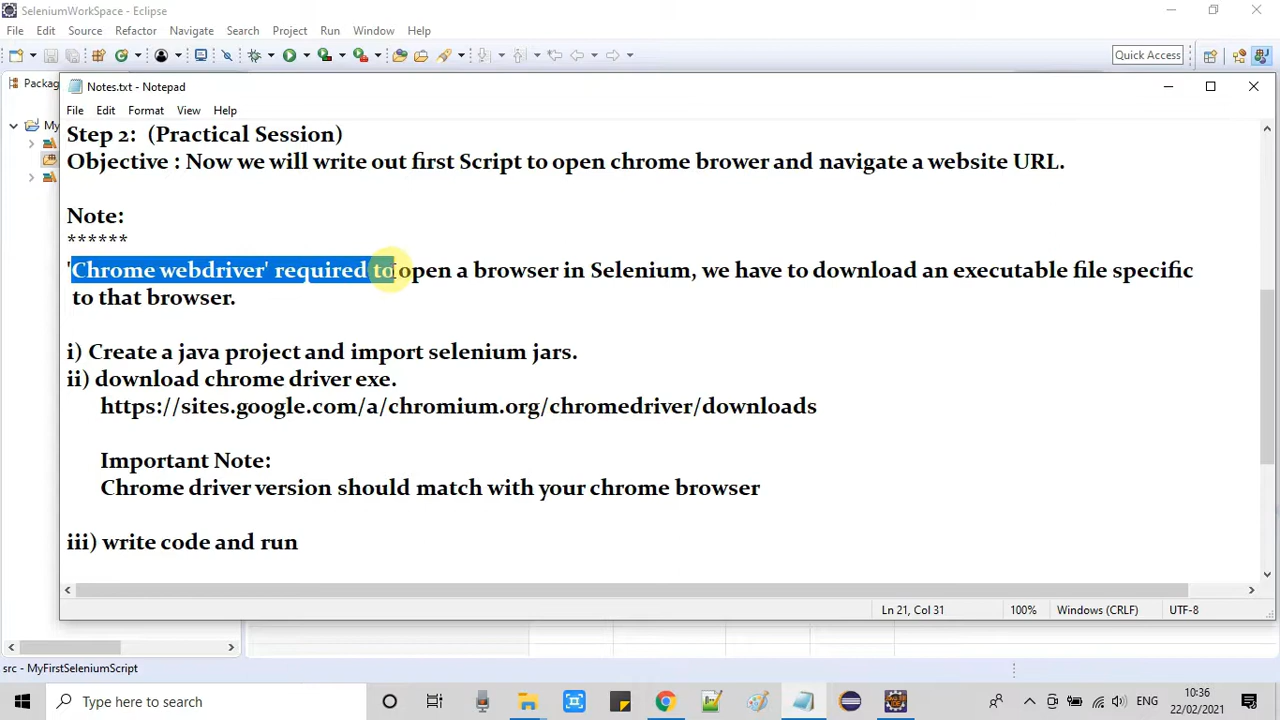 SeleniumWorkSpace - Eclipse
File Edit Source Refactor Navigate Search Project Run Window Help
Quick Access
Packag
My
Notes.txt - Notepad
File Edit Format View Help
Step 2: (Practical Session)
Objective : Now we will write out first Script to open chrome brower and navigate a website URL.
Note:
******
'Chrome webdriver' required to open a browser in Selenium, we have to download an executable file specific
to that browser.
i) Create a java project and import selenium jars.
ii) download chrome driver exe.
https://sites.google.com/a/chromium.org/chromedriver/downloads
Important Note:
Chrome driver version should match with your chrome browser
iii) write code and run
Ln 21, Col 31 100% Windows (CRLF) UTF-8
src - MyFirstSeleniumScript
Type here to search
ENG
10:36
22/02/2021